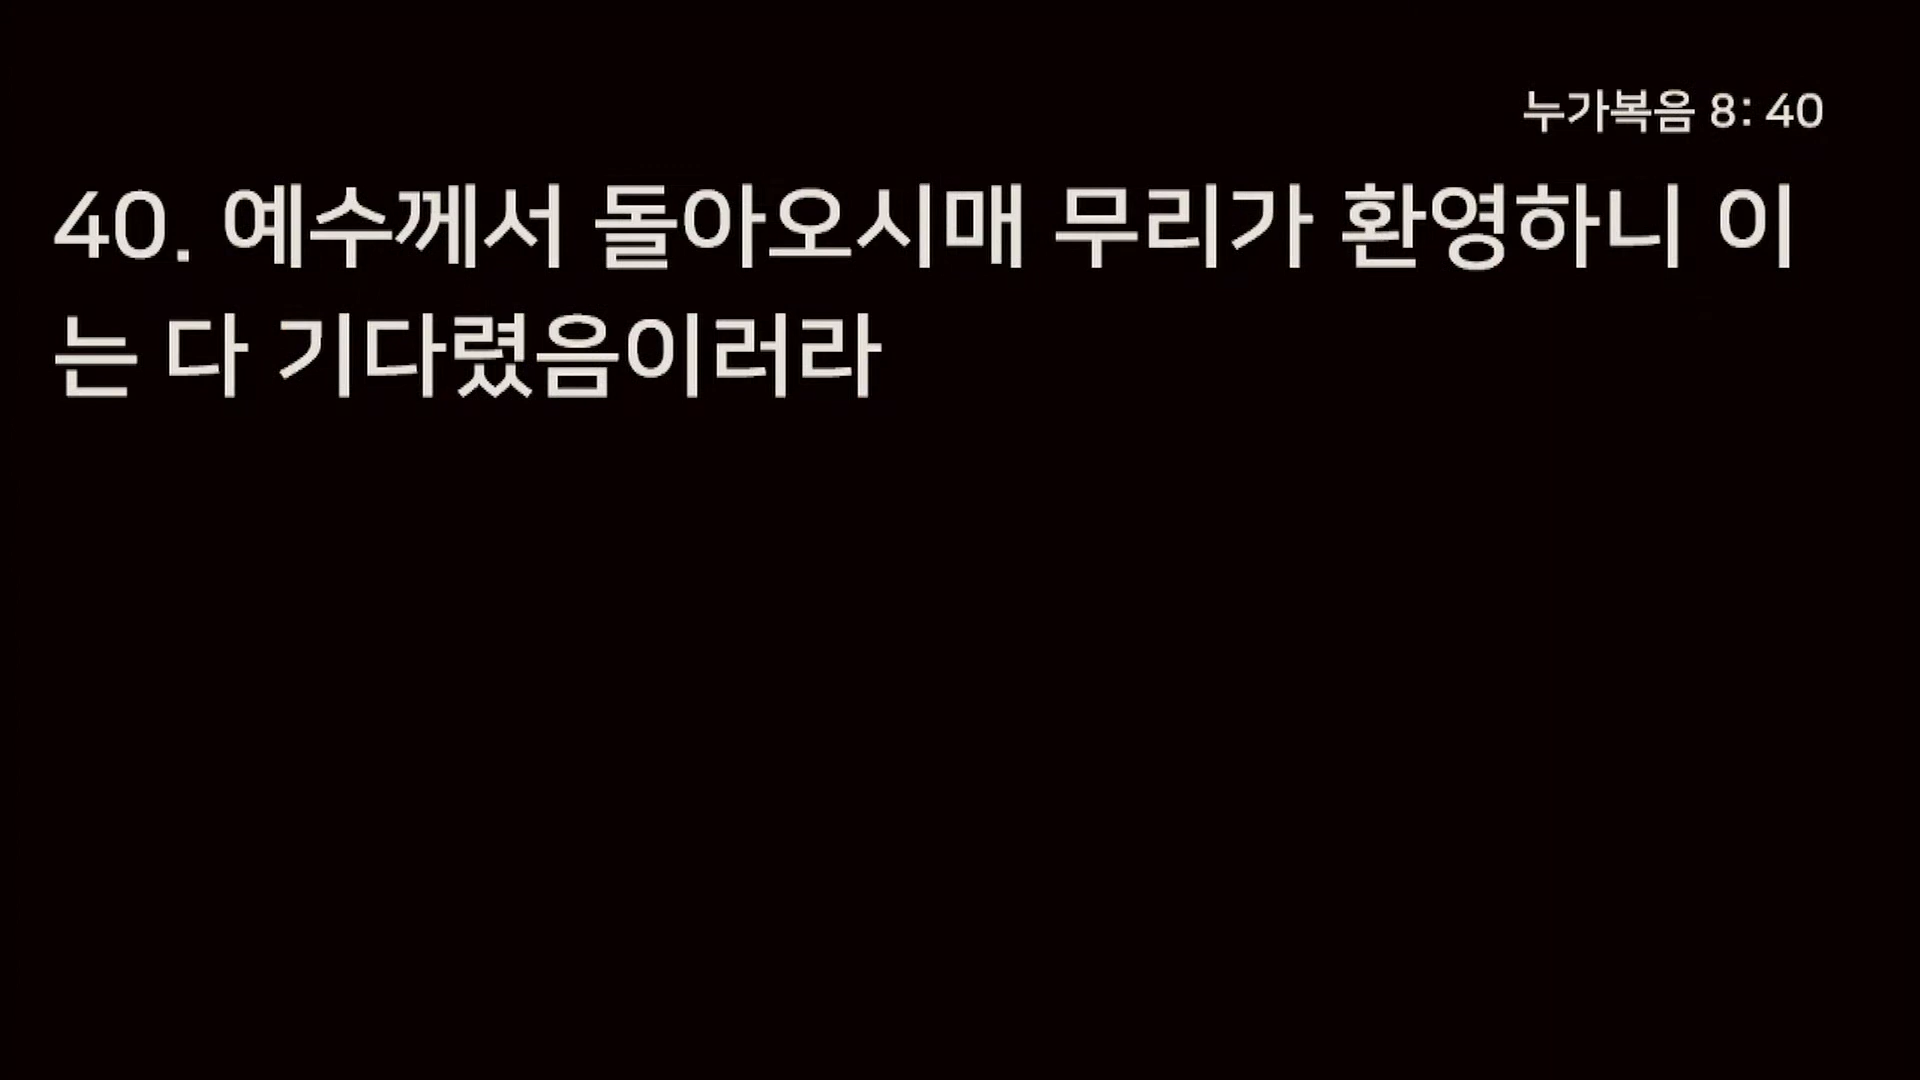 누가복음 8: 40
40. 예수께서 돌아오시매 무리가 환영하니 이
는 다 기다렸음이러라